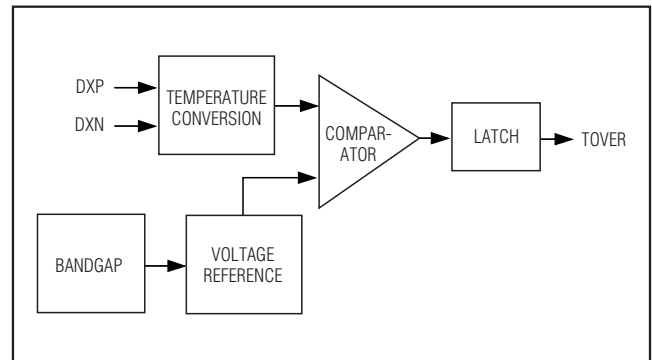 DXP
DXN
TEMPERATURE
CONVERSION
COMPAR-
ATOR
LATCH
TOVER
BANDGAP
VOLTAGE
REFERENCE